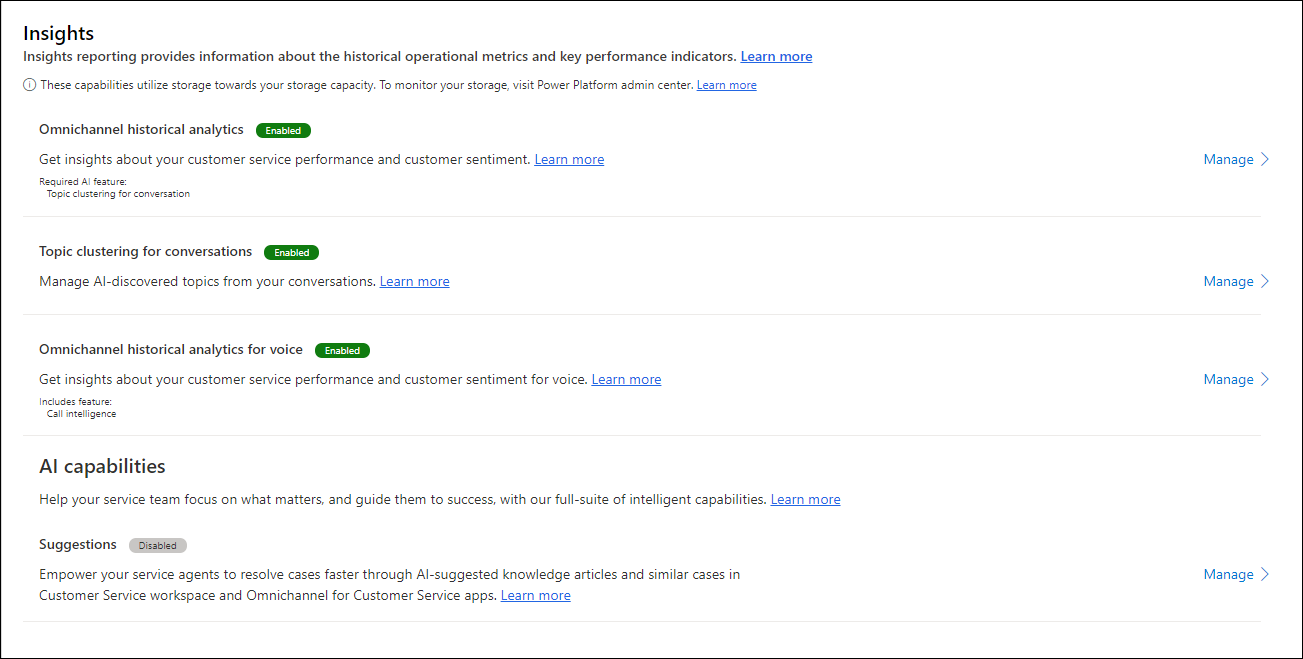 Insights
Insights reporting provides information about the historical operational metrics and key performance indicators. Learn more
These capabilities utilize storage towards your storage capacity. To monitor your storage, visit Power Platform admin center. Learn more
Omnichannel historical analytics Enabled
Get insights about your customer service performance and customer sentiment. Learn more Manage
Required AI feature:
Topic clustering for conversation
Topic clustering for conversations Enabled
Manage AI-discovered topics from your conversations. Learn more Manage
Omnichannel historical analytics for voice Enabled
Get insights about your customer service performance and customer sentiment for voice. Learn more Manage
Includes feature:
Call intelligence
AI capabilities
Help your service team focus on what matters, and guide them to success, with our full-suite of intelligent capabilities. Learn more
Suggestions Disabled
Empower your service agents to resolve cases faster through AI-suggested knowledge articles and similar cases in Manage
Customer Service workspace and Omnichannel for Customer Service apps. Learn more